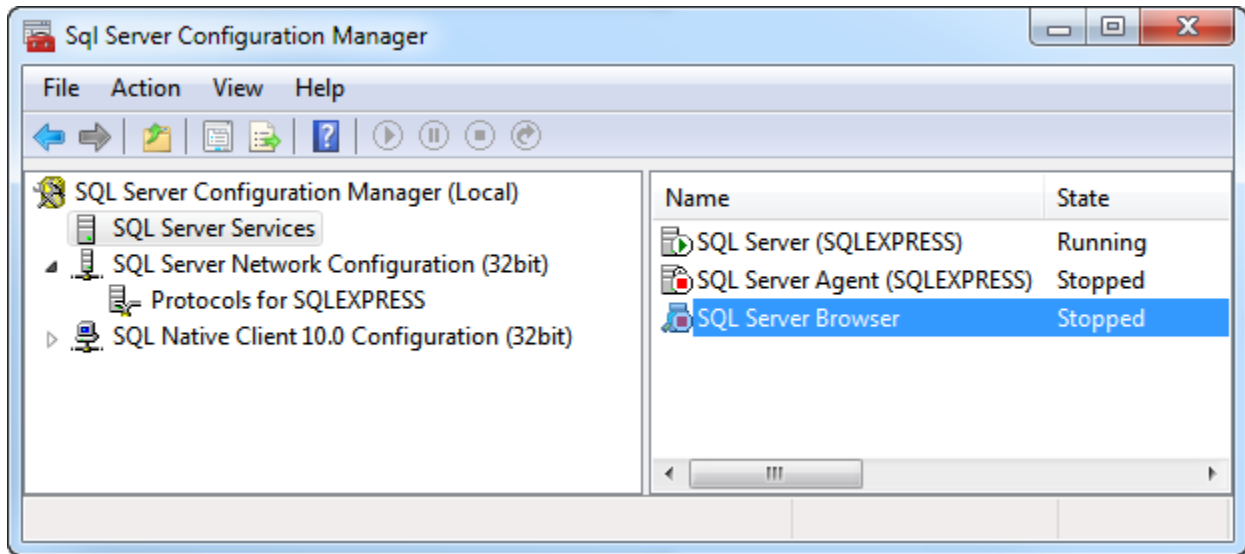 Sql Server Configuration Manager
File Action View Help
SQL Server Configuration Manager (Local)
SQL Server Services
SQL Server Network Configuration (32bit)
Protocols for SQLEXPRESS
SQL Native Client 10.0 Configuration (32bit)
Name State
SQL Server (SQLEXPRESS) Running
SQL Server Agent (SQLEXPRESS) Stopped
SQL Server Browser Stopped